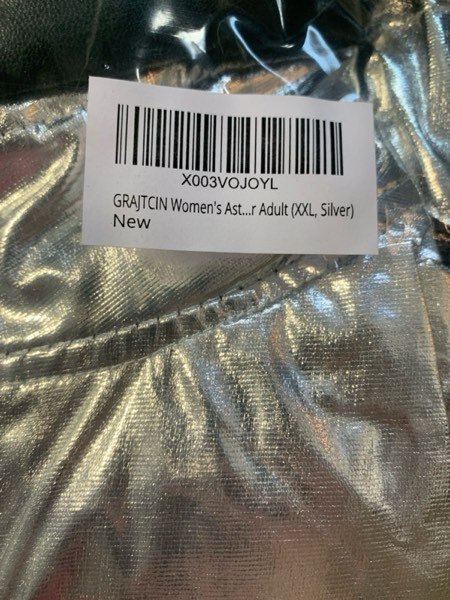 X003VOJOYL
GRAJTCIN Women's Ast...r Adult (XXL, Silver)
New